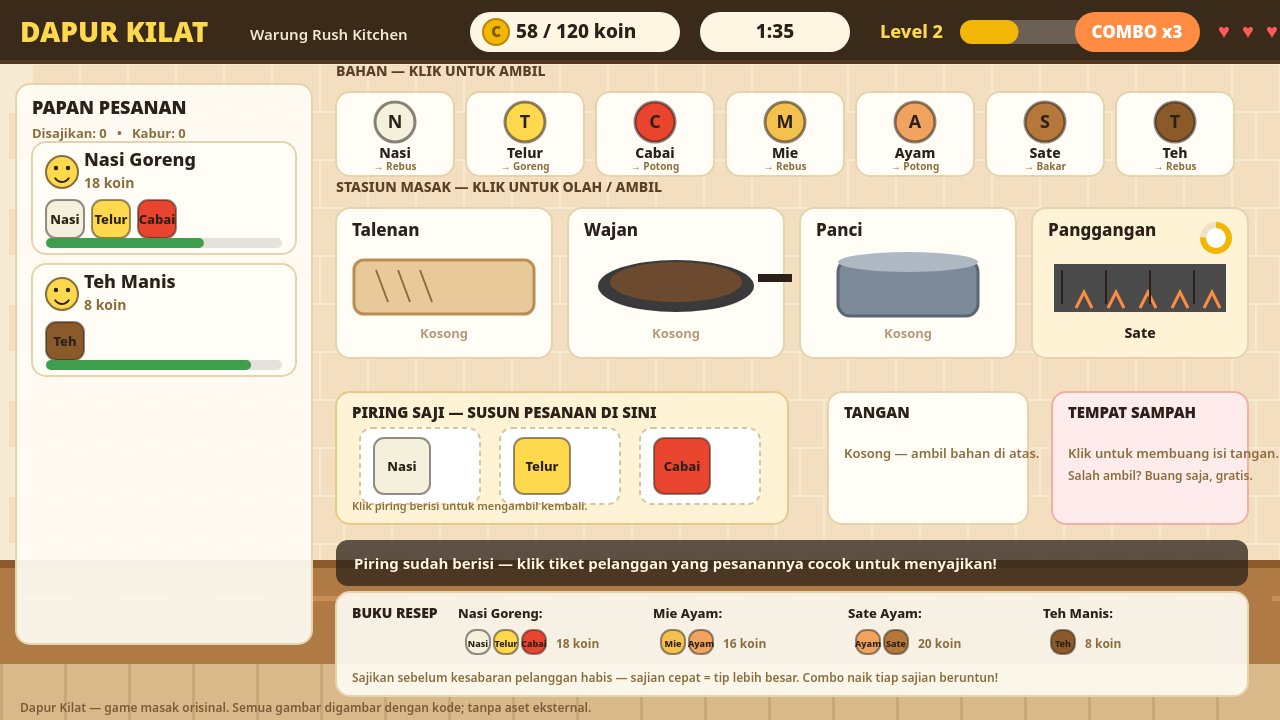 DAPUR KILAT
Warung Rush Kitchen
C 58 / 120 koin
1:35
Level 2
COMBO x3
PAPAN PESANAN
Disajikan: 0 • Kabur: 0
Nasi Goreng
18 koin
Nasi Telur Cabai
Teh Manis
8 koin
Teh
BAHAN — KLIK UNTUK AMBIL
N T C M A S T
Nasi Telur Cabai Mie Ayam Sate Teh
→ Rebus → Goreng → Potong → Rebus → Potong → Bakar → Rebus
STASIUN MASAK — KLIK UNTUK OLAH / AMBIL
Talenan Wajan Panci Panggangan
Kosong Kosong Kosong Sate
PIRING SAJI — SUSUN PESANAN DI SINI
Nasi Telur Cabai
Klik piring berisi untuk mengambil kembali.
TANGAN
Kosong — ambil bahan di atas.
TEMPAT SAMPAH
Klik untuk membuang isi tangan.
Salah ambil? Buang saja, gratis.
Piring sudah berisi — klik tiket pelanggan yang pesanannya cocok untuk menyajikan!
BUKU RESEP Nasi Goreng: Mie Ayam: Sate Ayam: Teh Manis:
Nasi Telur Cabai 18 koin Mie Ayam 16 koin Ayam Sate 20 koin Teh 8 koin
Sajikan sebelum kesabaran pelanggan habis — sajian cepat = tip lebih besar. Combo naik tiap sajian beruntun!
Dapur Kilat — game masak orisinal. Semua gambar digambar dengan kode; tanpa aset eksternal.